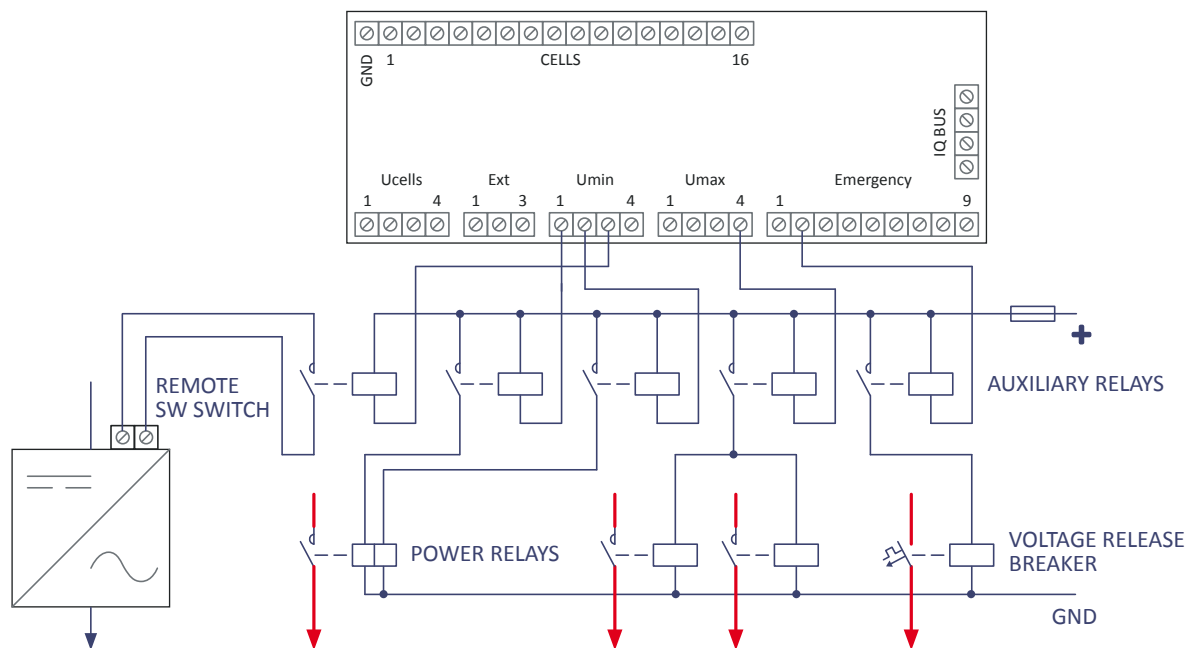 GND 1 CELLS 16
IQ BUS
Ucells Ext Umin Umax Emergency
1 4 1 3 1 4 1 4 1 9
+
REMOTE
SW SWITCH
AUXILIARY RELAYS
POWER RELAYS
VOLTAGE RELEASE
BREAKER
GND